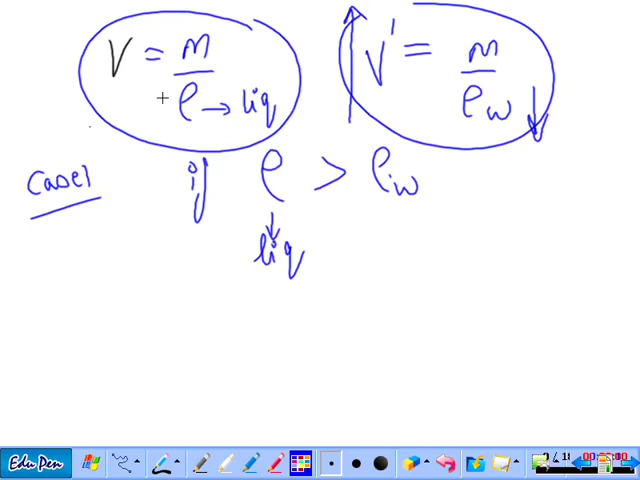 V = m / ρ → liq
V' = m / ρw
Case1 if ρ > ρw
liq
Edu Pen